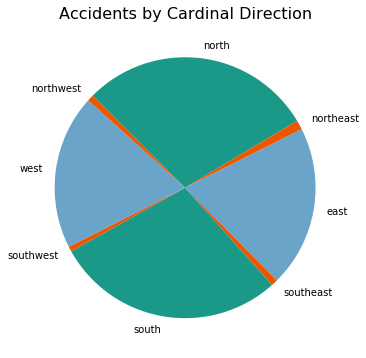 Accidents by Cardinal Direction
north
northwest
northeast
west
east
southwest
southeast
south